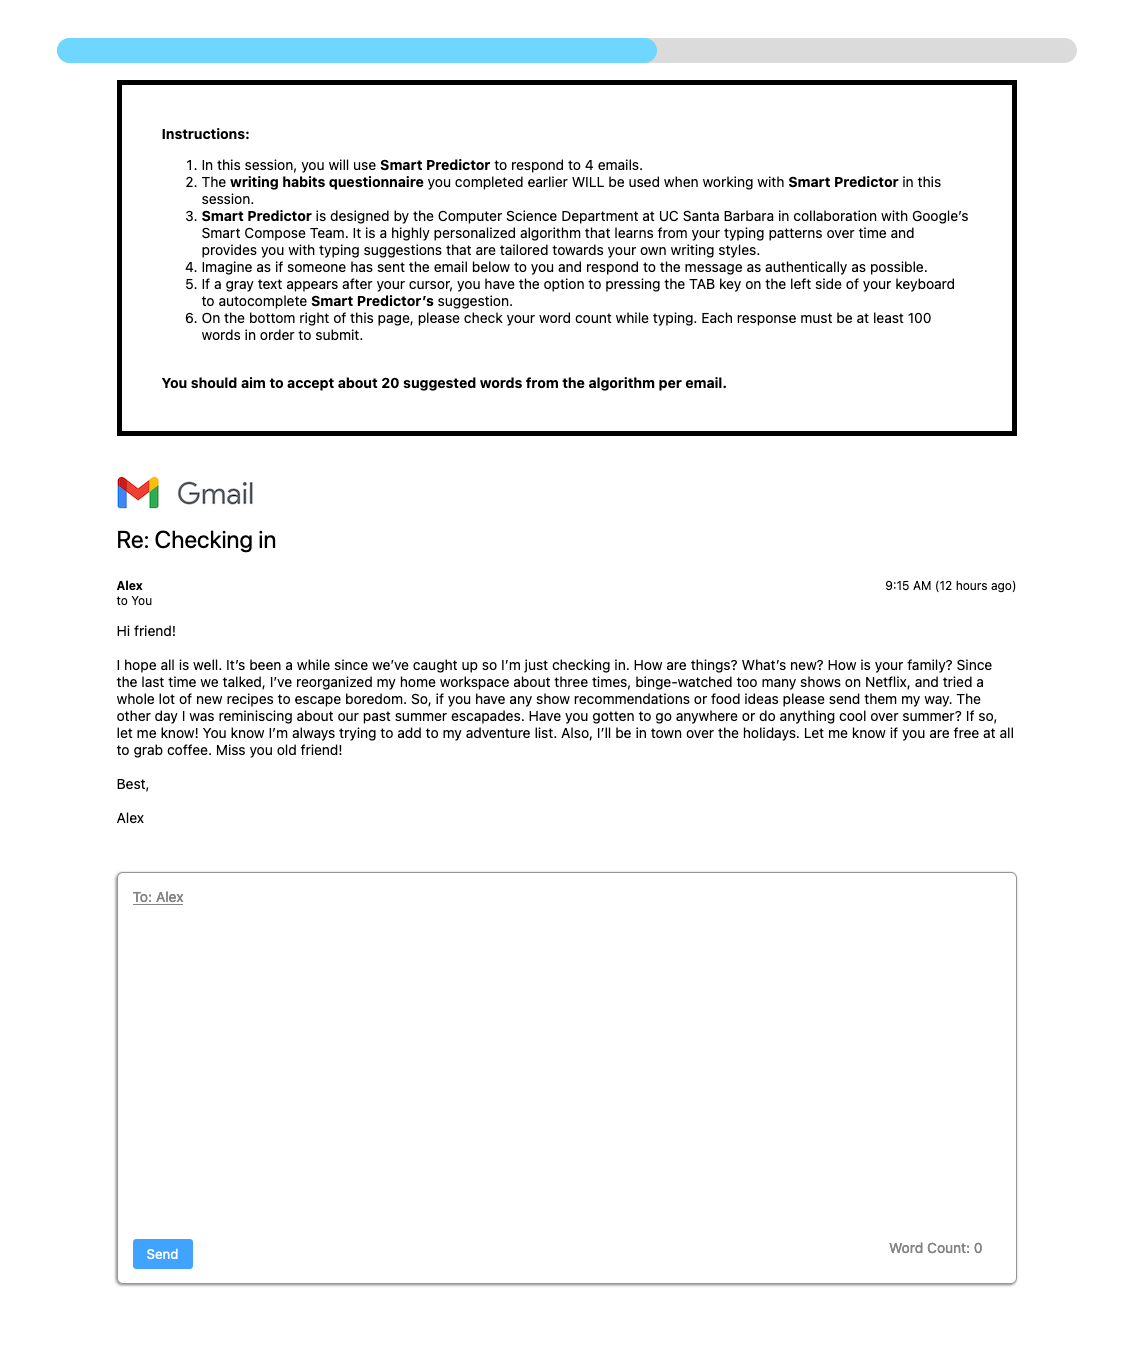 Instructions:
1. In this session, you will use Smart Predictor to respond to 4 emails.
2. The writing habits questionnaire you completed earlier WILL be used when working with Smart Predictor in this
session.
3. Smart Predictor is designed by the Computer Science Department at UC Santa Barbara in collaboration with Google’s
Smart Compose Team. It is a highly personalized algorithm that learns from your typing patterns over time and
provides you with typing suggestions that are tailored towards your own writing styles.
4. Imagine as if someone has sent the email below to you and respond to the message as authentically as possible.
5. If a gray text appears after your cursor, you have the option to pressing the TAB key on the left side of your keyboard
to autocomplete Smart Predictor’s suggestion.
6. On the bottom right of this page, please check your word count while typing. Each response must be at least 100
words in order to submit.
You should aim to accept about 20 suggested words from the algorithm per email.
Gmail
Re: Checking in
Alex 9:15 AM (12 hours ago)
to You
Hi friend!
I hope all is well. It’s been a while since we’ve caught up so I’m just checking in. How are things? What’s new? How is your family? Since
the last time we talked, I’ve reorganized my home workspace about three times, binge-watched too many shows on Netflix, and tried a
whole lot of new recipes to escape boredom. So, if you have any show recommendations or food ideas please send them my way. The
other day I was reminiscing about our past summer escapades. Have you gotten to go anywhere or do anything cool over summer? If so,
let me know! You know I’m always trying to add to my adventure list. Also, I’ll be in town over the holidays. Let me know if you are free at all
to grab coffee. Miss you old friend!
Best,
Alex
To: Alex
Send Word Count: 0